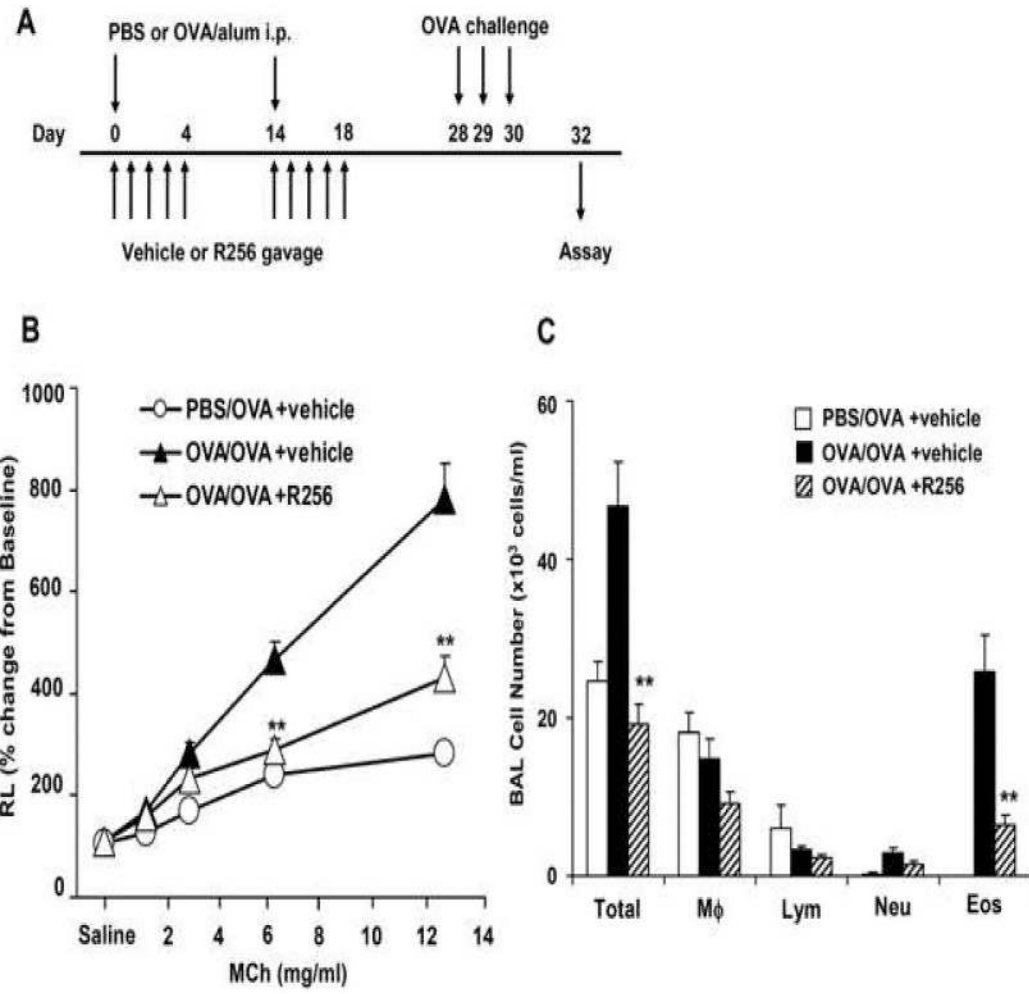 A
PBS or OVA/alum i.p.
OVA challenge
Day 0 4 14 18 28 29 30 32
Vehicle or R256 gavage
Assay
B
RL (% change from Baseline)
1000
800
600
400
200
0
PBS/OVA +vehicle
OVA/OVA +vehicle
OVA/OVA +R256
**
**
Saline 2 4 6 8 10 12 14
MCh (mg/ml)
C
BAL Cell Number (x10³ cells/ml)
60
40
20
0
PBS/OVA +vehicle
OVA/OVA +vehicle
OVA/OVA +R256
**
**
Total Mϕ Lym Neu Eos